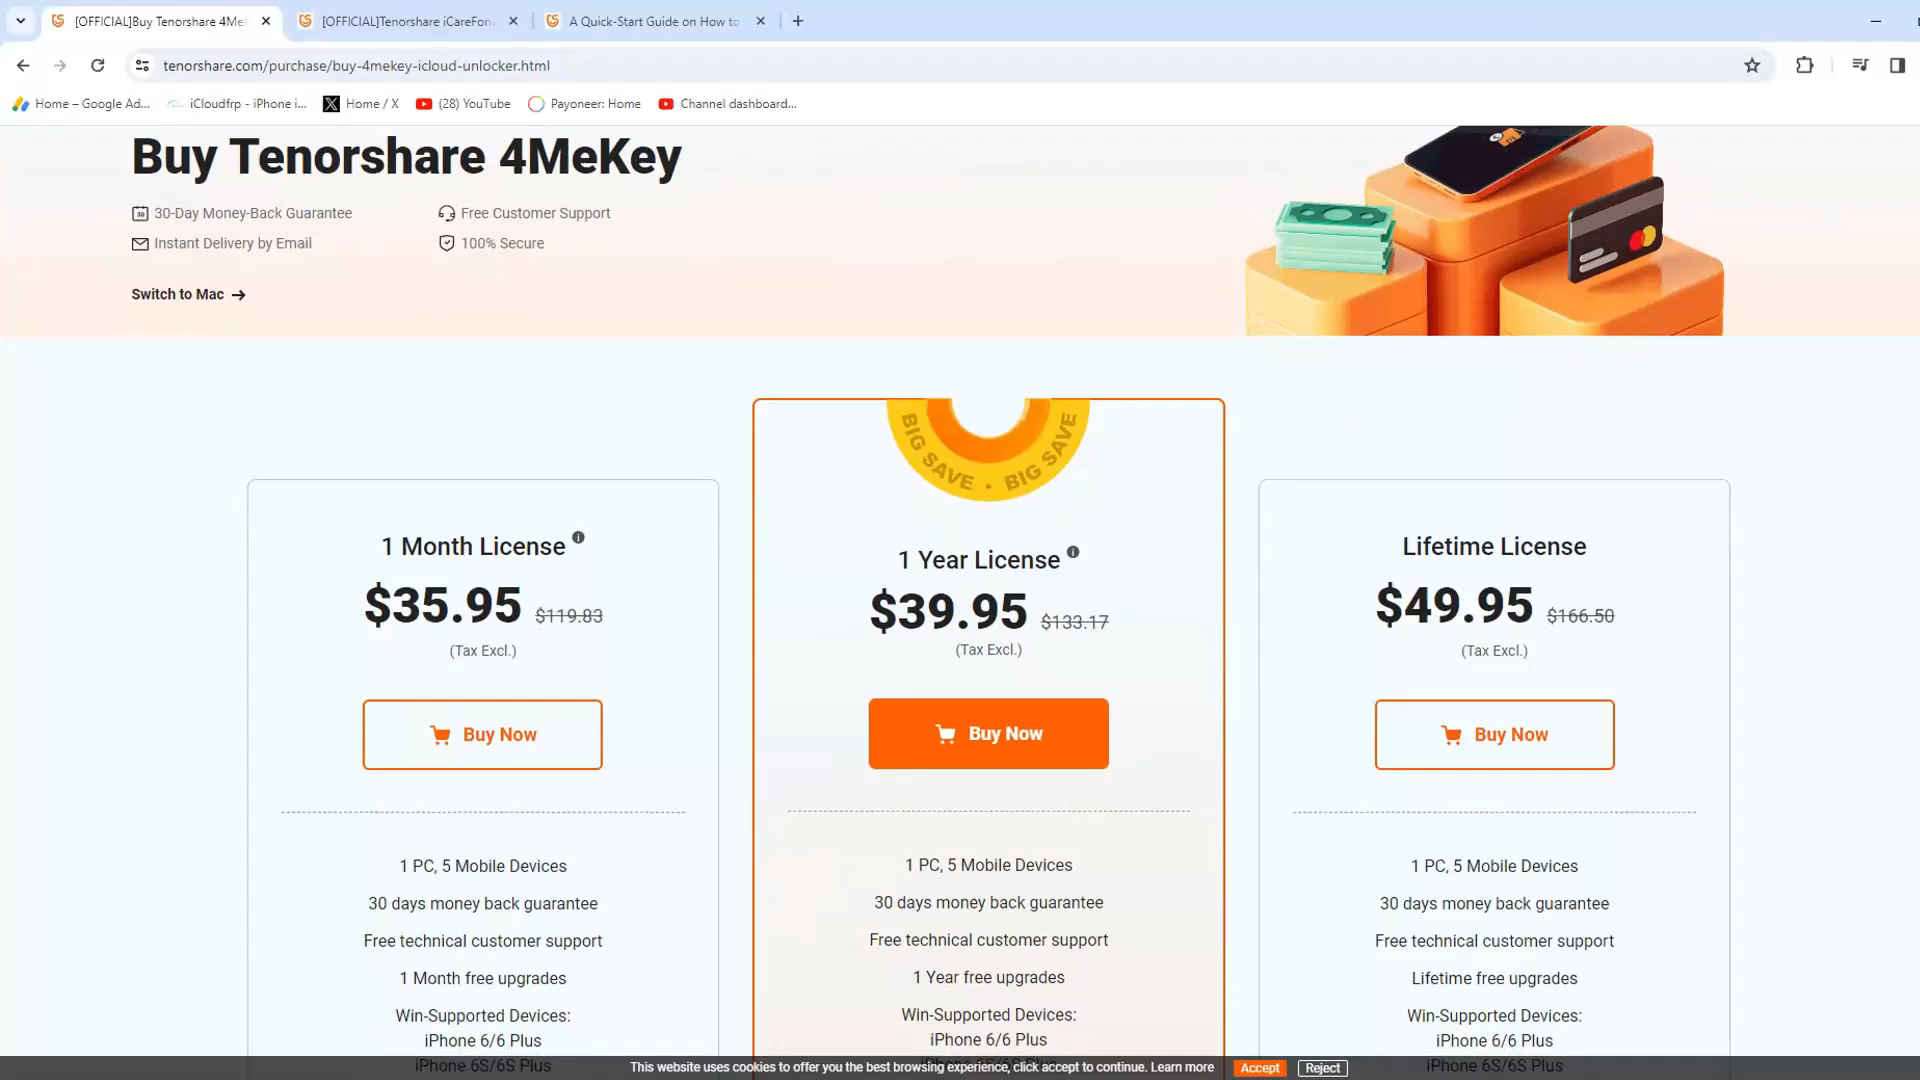 [OFFICIAL]Buy Tenorshare 4Me
[OFFICIAL]Tenorshare iCareFon
A Quick-Start Guide on How to
tenorshare.com/purchase/buy-4mekey-icloud-unlocker.html
Home – Google Ad...
iCloudfrp - iPhone i...
Home / X
(28) YouTube
Payoneer: Home
Channel dashboard...
Buy Tenorshare 4MeKey
30-Day Money-Back Guarantee
Free Customer Support
Instant Delivery by Email
100% Secure
Switch to Mac →
BIG SAVE • BIG SAVE
1 Month License
$35.95 $119.83
(Tax Excl.)
Buy Now
1 PC, 5 Mobile Devices
30 days money back guarantee
Free technical customer support
1 Month free upgrades
Win-Supported Devices:
iPhone 6/6 Plus
iPhone 6S/6S Plus
1 Year License
$39.95 $133.17
(Tax Excl.)
Buy Now
1 PC, 5 Mobile Devices
30 days money back guarantee
Free technical customer support
1 Year free upgrades
Win-Supported Devices:
iPhone 6/6 Plus
iPhone 6S/6S Plus
Lifetime License
$49.95 $166.50
(Tax Excl.)
Buy Now
1 PC, 5 Mobile Devices
30 days money back guarantee
Free technical customer support
Lifetime free upgrades
Win-Supported Devices:
iPhone 6/6 Plus
iPhone 6S/6S Plus
This website uses cookies to offer you the best browsing experience, click accept to continue. Learn more
Accept
Reject